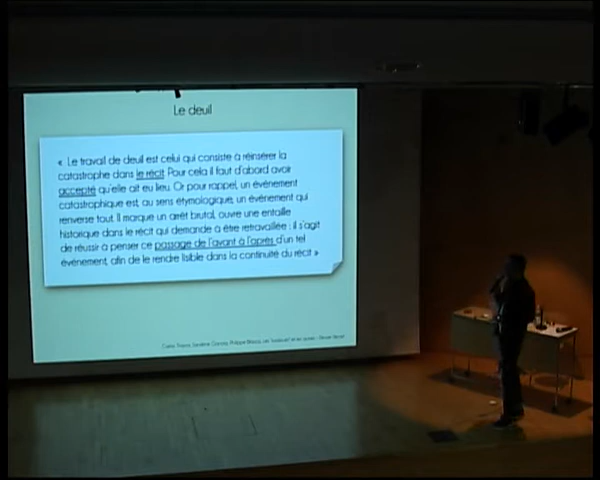 Le deuil
« Le travail de deuil est celui qui consiste à réinsérer la
catastrophe dans le récit. Pour cela il faut d'abord avoir
accepté qu'elle ait eu lieu. Or pour rappel, un événement
catastrophique est, au sens étymologique, un événement qui
renverse tout. Il marque un arrêt brutal, ouvre une entaille
historique dans le récit qui demande à être retravaillée : il s'agit
de réussir à penser ce passage de l'avant à l'après d'un tel
événement, afin de le rendre lisible dans la continuité du récit »